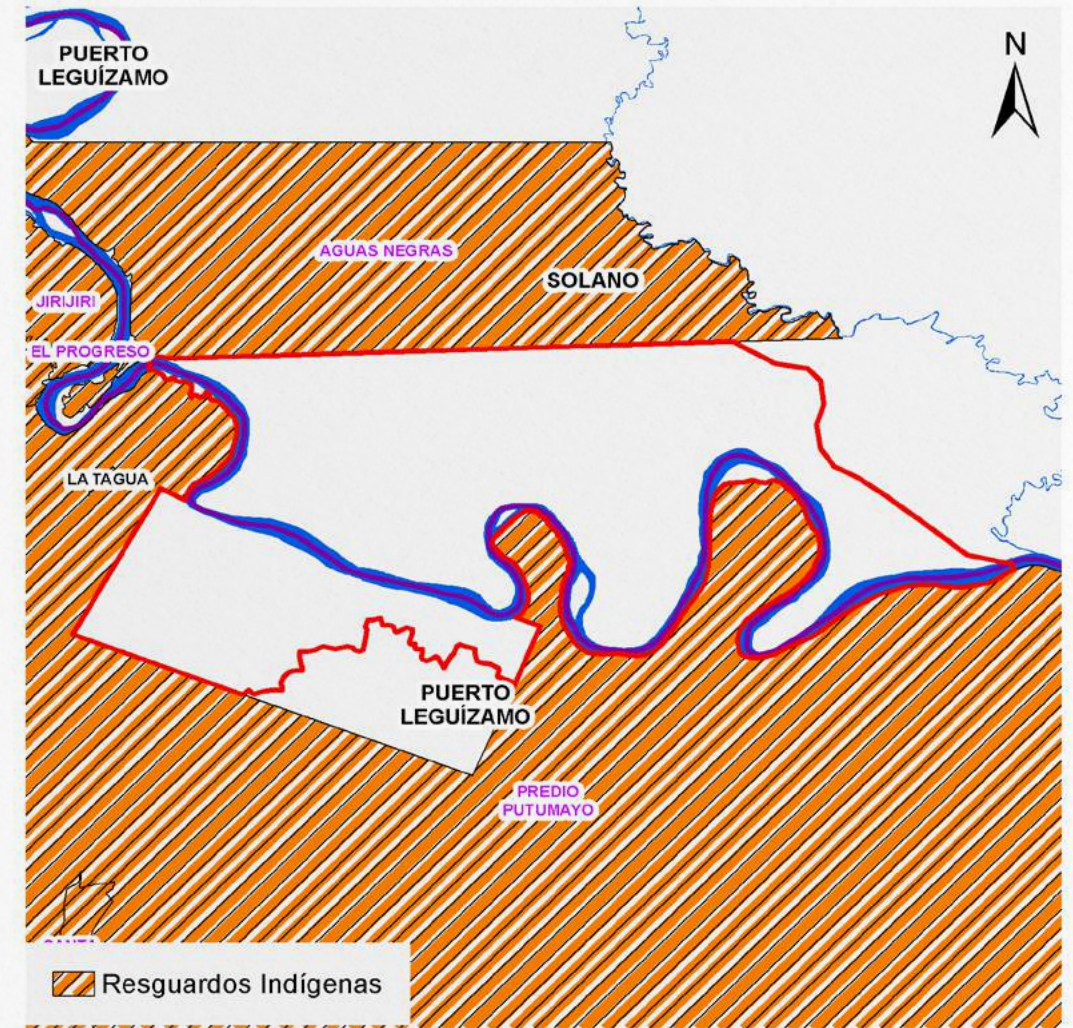 PUERTO
LEGUÍZAMO
N
AGUAS NEGRAS
SOLANO
JIRIJIRI
EL PROGRESO
LA TAGUA
PUERTO
LEGUÍZAMO
PREDIO
PUTUMAYO
Resguardos Indígenas